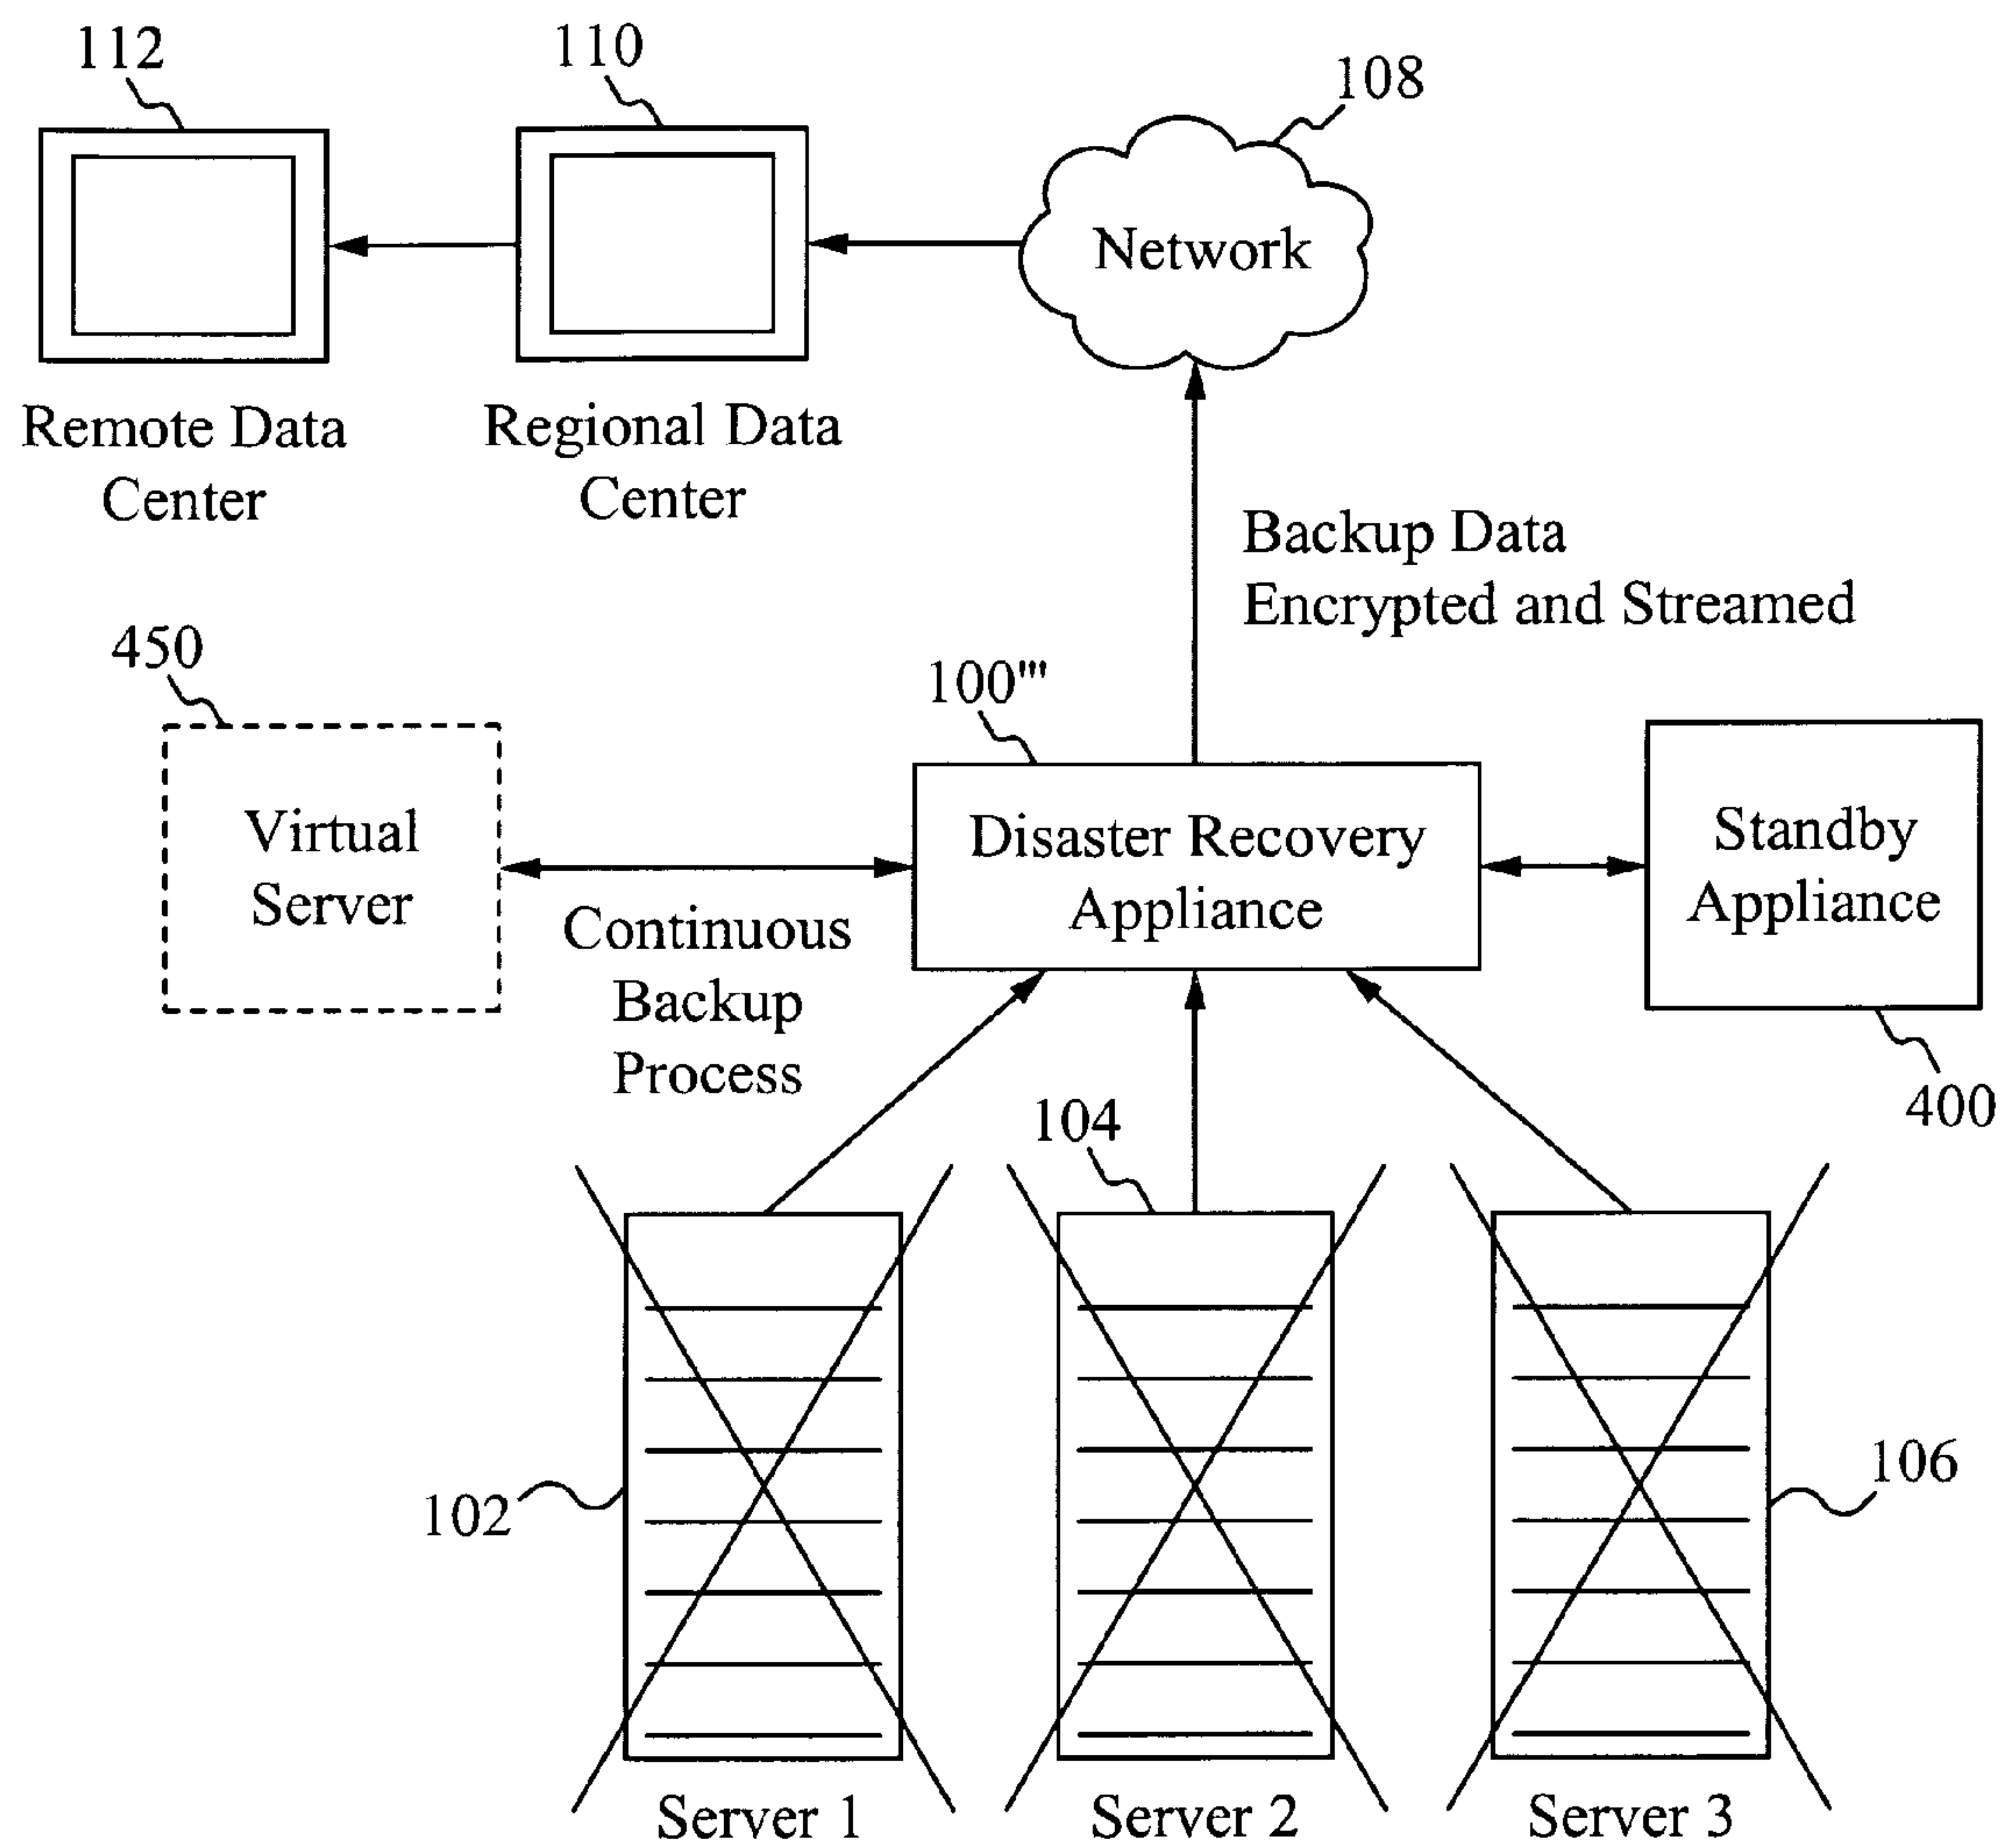 112
110
108
Network
Remote Data
Center
Regional Data
Center
Backup Data
Encrypted and Streamed
450
100'''
Virtual
Server
Disaster Recovery
Appliance
Standby
Appliance
Continuous
Backup
Process
400
104
102
106
Server 1
Server 2
Server 3